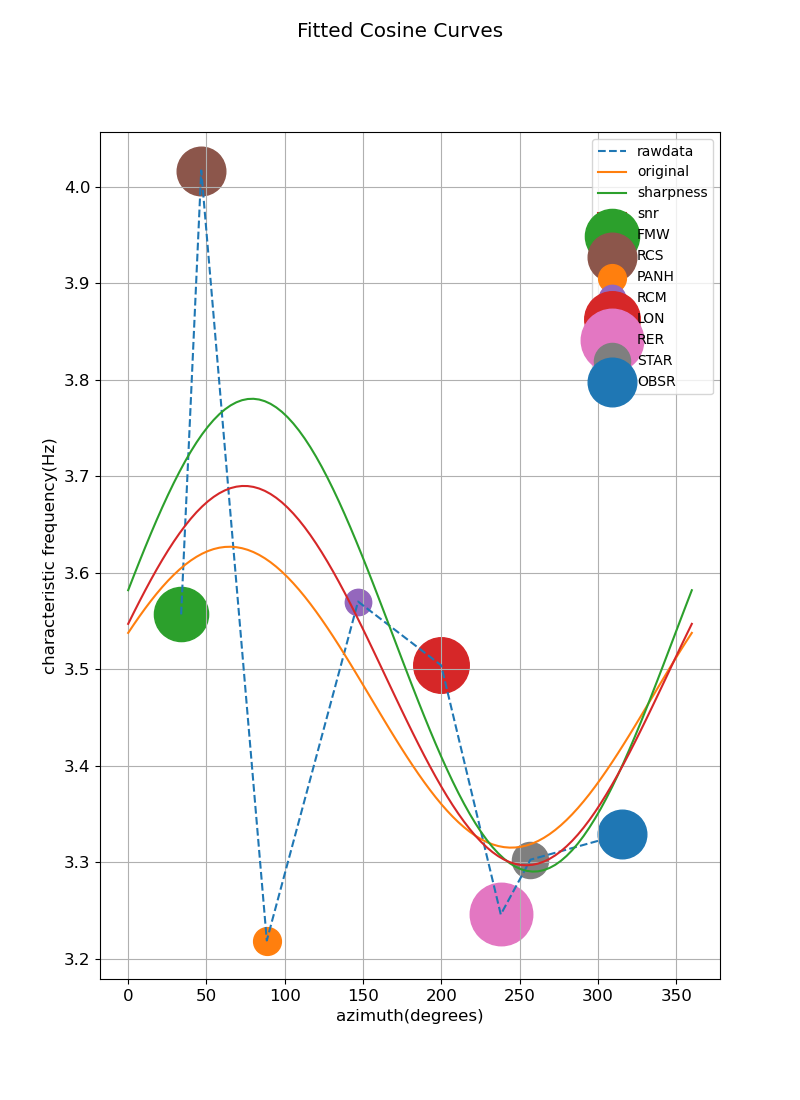 Fitted Cosine Curves
rawdata
original
sharpness
snr
FMW
RCS
PANH
RCM
LON
RER
STAR
OBSR
characteristic frequency(Hz)
4.0
3.9
3.8
3.7
3.6
3.5
3.4
3.3
3.2
0 50 100 150 200 250 300 350
azimuth(degrees)